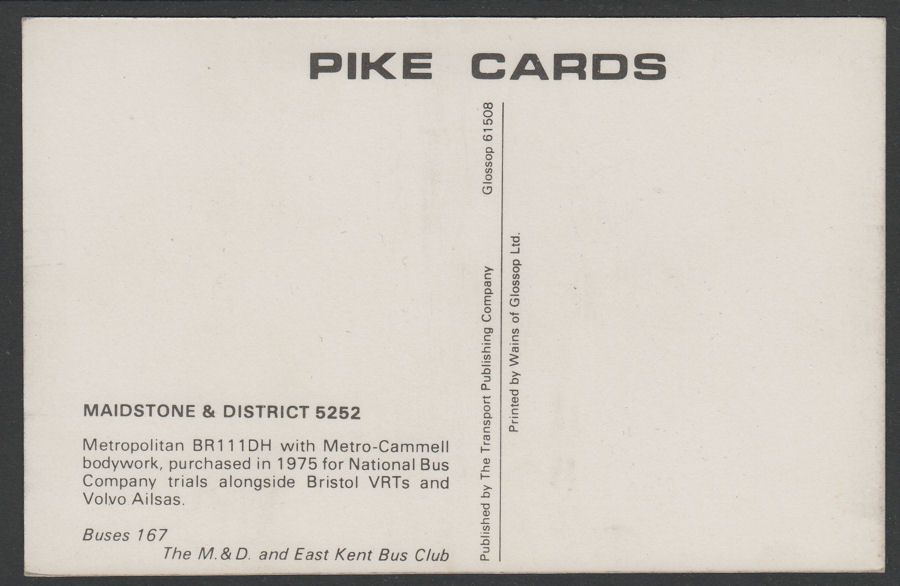 PIKE CARDS
MAIDSTONE & DISTRICT 5252
Metropolitan BR111DH with Metro-Cammell
bodywork, purchased in 1975 for National Bus
Company trials alongside Bristol VRTs and
Volvo Ailsas.
Buses 167
The M. & D. and East Kent Bus Club
Published by The Transport Publishing Company Glossop 61508
Printed by Wains of Glossop Ltd.